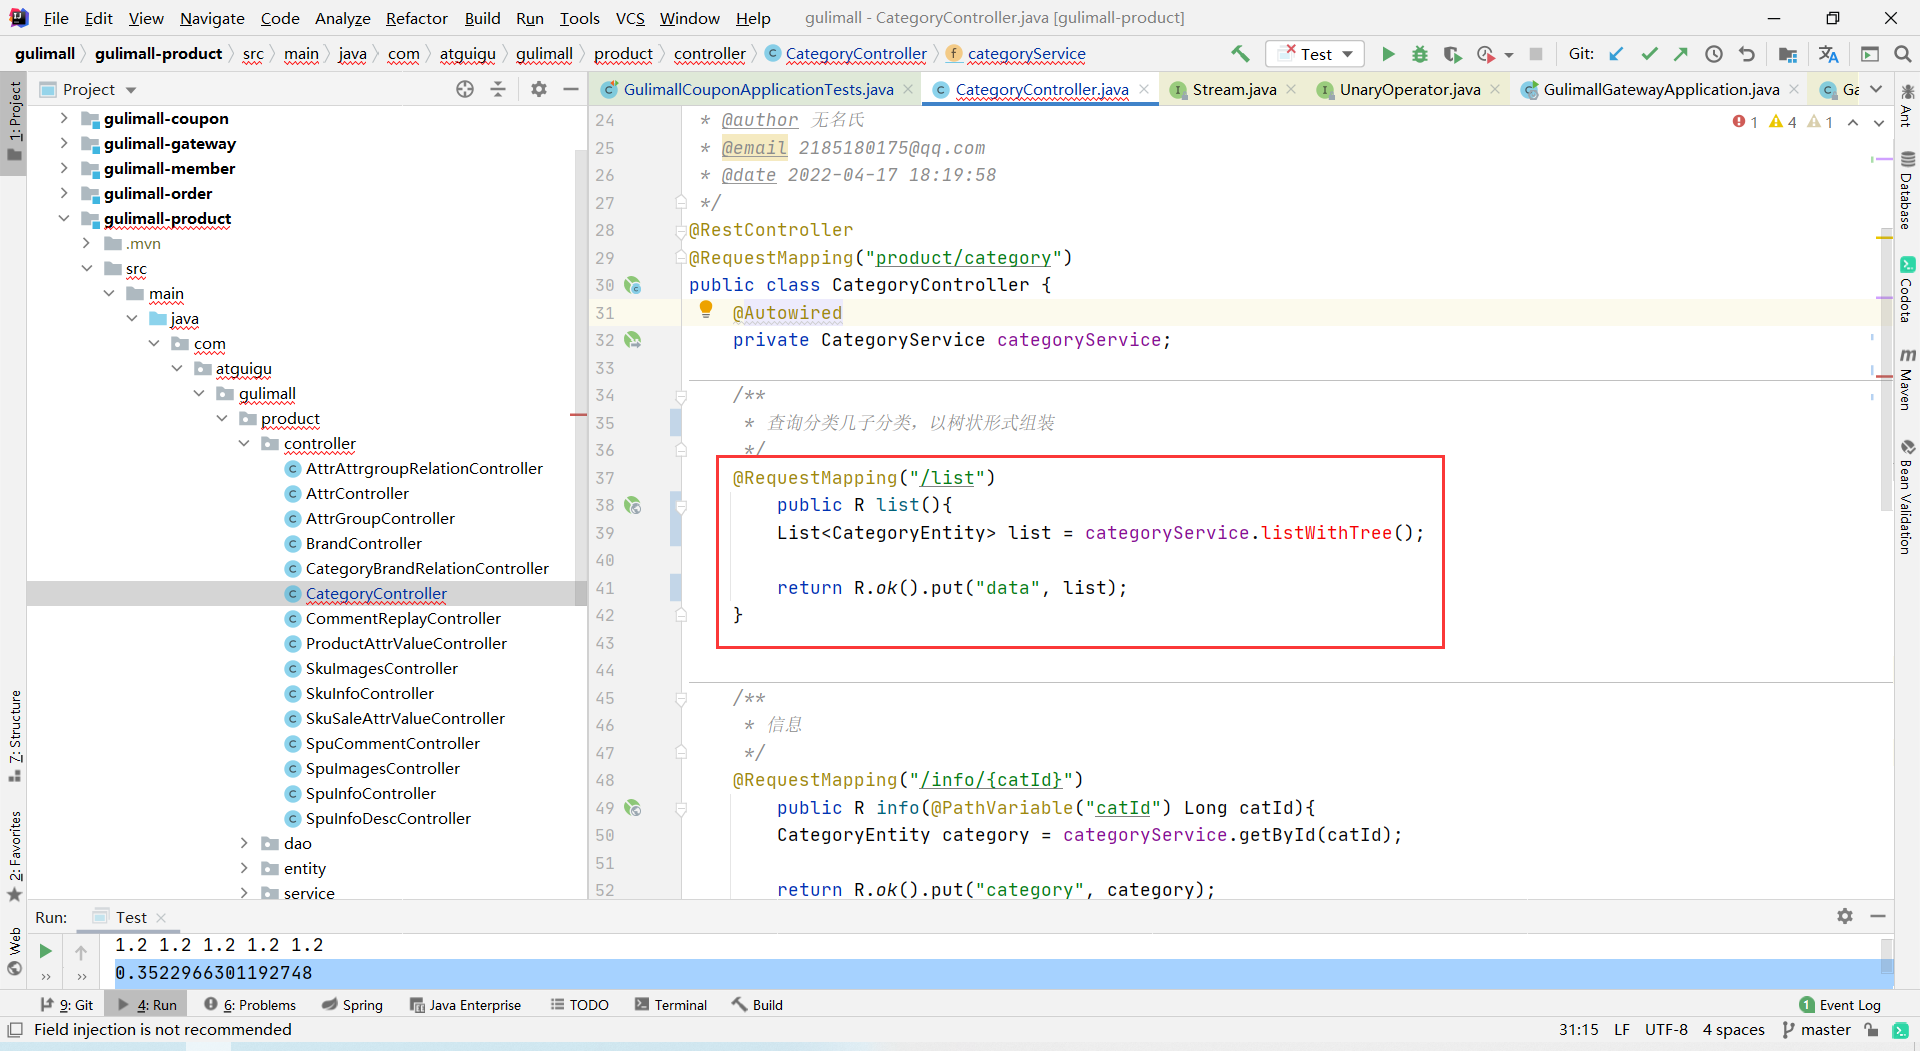 File Edit View Navigate Code Analyze Refactor Build Run Tools VCS Window Help gulimall - CategoryController.java [gulimall-product]
gulimall gulimall-product src main java com atguigu gulimall product controller CategoryController categoryService Test Git:
1: Project
Project
GulimallCouponApplicationTests.java CategoryController.java Stream.java UnaryOperator.java GulimallGatewayApplication.java Ga
gulimall-coupon
gulimall-gateway
gulimall-member
gulimall-order
gulimall-product
.mvn
src
main
java
com
atguigu
gulimall
product
controller
AttrAttrgroupRelationController
AttrController
AttrGroupController
BrandController
CategoryBrandRelationController
CategoryController
CommentReplayController
ProductAttrValueController
SkuImagesController
SkuInfoController
SkuSaleAttrValueController
SpuCommentController
SpuImagesController
SpuInfoController
SpuInfoDescController
dao
entity
service
7: Structure
2: Favorites
Web
1 4 1
24 * @author 无名氏
25 * @email 2185180175@qq.com
26 * @date 2022-04-17 18:19:58
27 */
28 @RestController
29 @RequestMapping("product/category")
30 public class CategoryController {
31 @Autowired
32 private CategoryService categoryService;
33
34 /**
35 * 查询分类几子分类，以树状形式组装
36 */
37 @RequestMapping("/list")
38 public R list(){
39 List<CategoryEntity> list = categoryService.listWithTree();
40
41 return R.ok().put("data", list);
42 }
43
44
45 /**
46 * 信息
47 */
48 @RequestMapping("/info/{catId}")
49 public R info(@PathVariable("catId") Long catId){
50 CategoryEntity category = categoryService.getById(catId);
51
52 return R.ok().put("category", category);
Ant
Database
Codota
Maven
Bean Validation
Run: Test
1.2 1.2 1.2 1.2 1.2
0.3522966301192748
9: Git 4: Run 6: Problems Spring Java Enterprise TODO Terminal Build 1 Event Log
Field injection is not recommended 31:15 LF UTF-8 4 spaces master